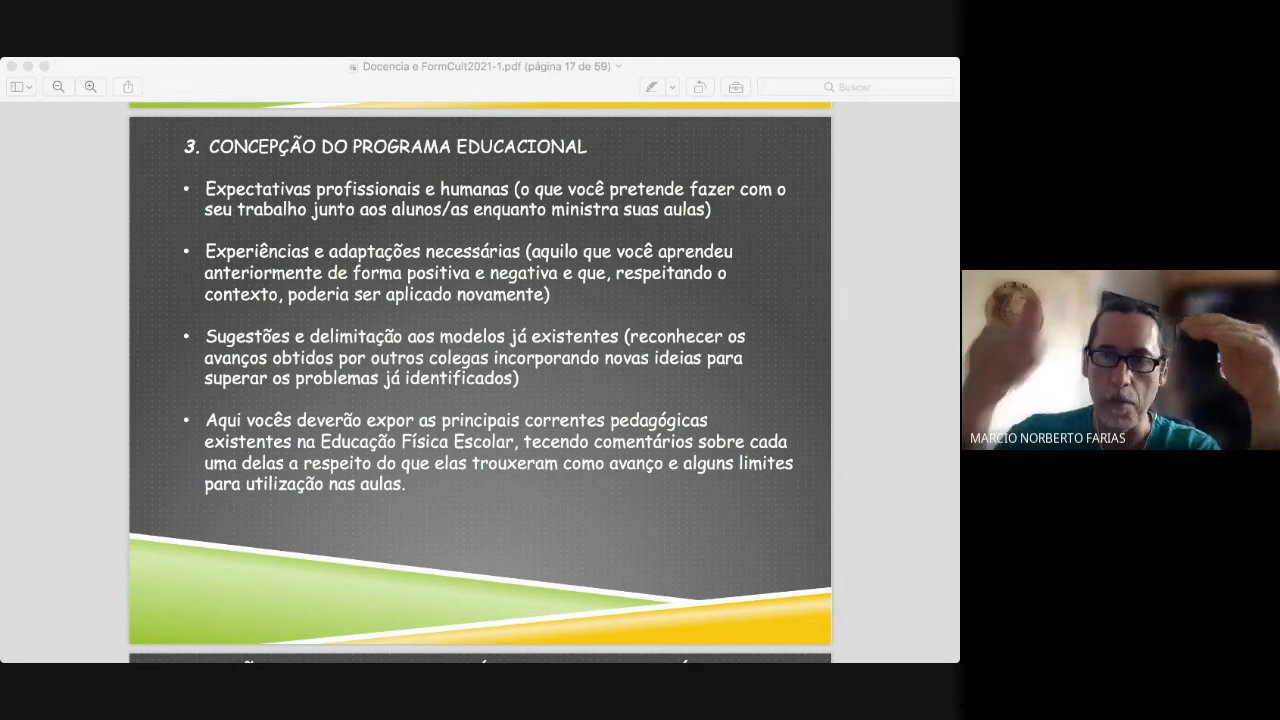 Docencia e FormCult2021-1.pdf (página 17 de 59)
Buscar
3. CONCEPÇÃO DO PROGRAMA EDUCACIONAL
• Expectativas profissionais e humanas (o que você pretende fazer com o
seu trabalho junto aos alunos/as enquanto ministra suas aulas)
• Experiências e adaptações necessárias (aquilo que você aprendeu
anteriormente de forma positiva e negativa e que, respeitando o
contexto, poderia ser aplicado novamente)
• Sugestões e delimitação aos modelos já existentes (reconhecer os
avanços obtidos por outros colegas incorporando novas ideias para
superar os problemas já identificados)
• Aqui vocês deverão expor as principais correntes pedagógicas
existentes na Educação Física Escolar, tecendo comentários sobre cada
uma delas a respeito do que elas trouxeram como avanço e alguns limites
para utilização nas aulas.
MARCIO NORBERTO FARIAS